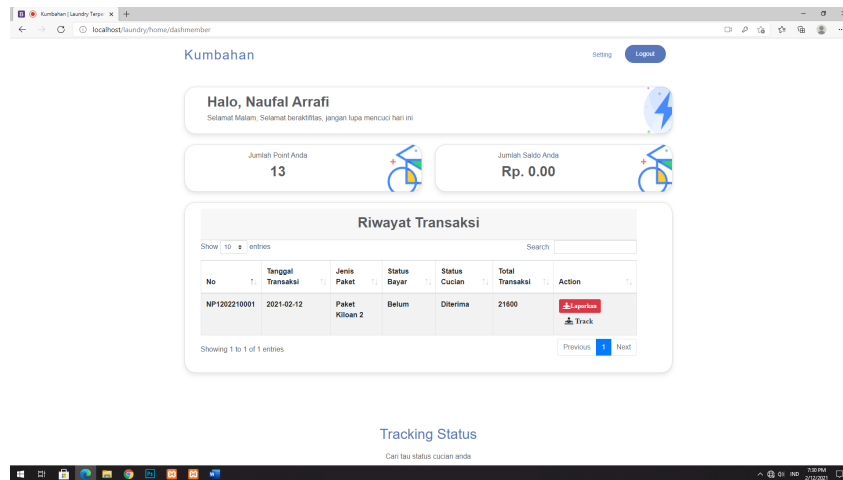 Kumbahan | Laundry Terpe
localhost/laundry/home/dashmember
Kumbahan
Setting
Logout
Halo, Naufal Arrafi
Selamat Malam, Selamat beraktifitas, jangan lupa mencuci hari ini
Jumlah Point Anda
13
Jumlah Saldo Anda
Rp. 0.00
Riwayat Transaksi
Show 10 entries
Search:
No Tanggal Transaksi Jenis Paket Status Bayar Status Cucian Total Transaksi Action
NP1202210001 2021-02-12 Paket Kiloan 2 Belum Diterima 21600 Laporkan
Track
Showing 1 to 1 of 1 entries
Previous 1 Next
Tracking Status
Cari tau status cucian anda
Ps
W
IND
7:30 PM
2/12/2021